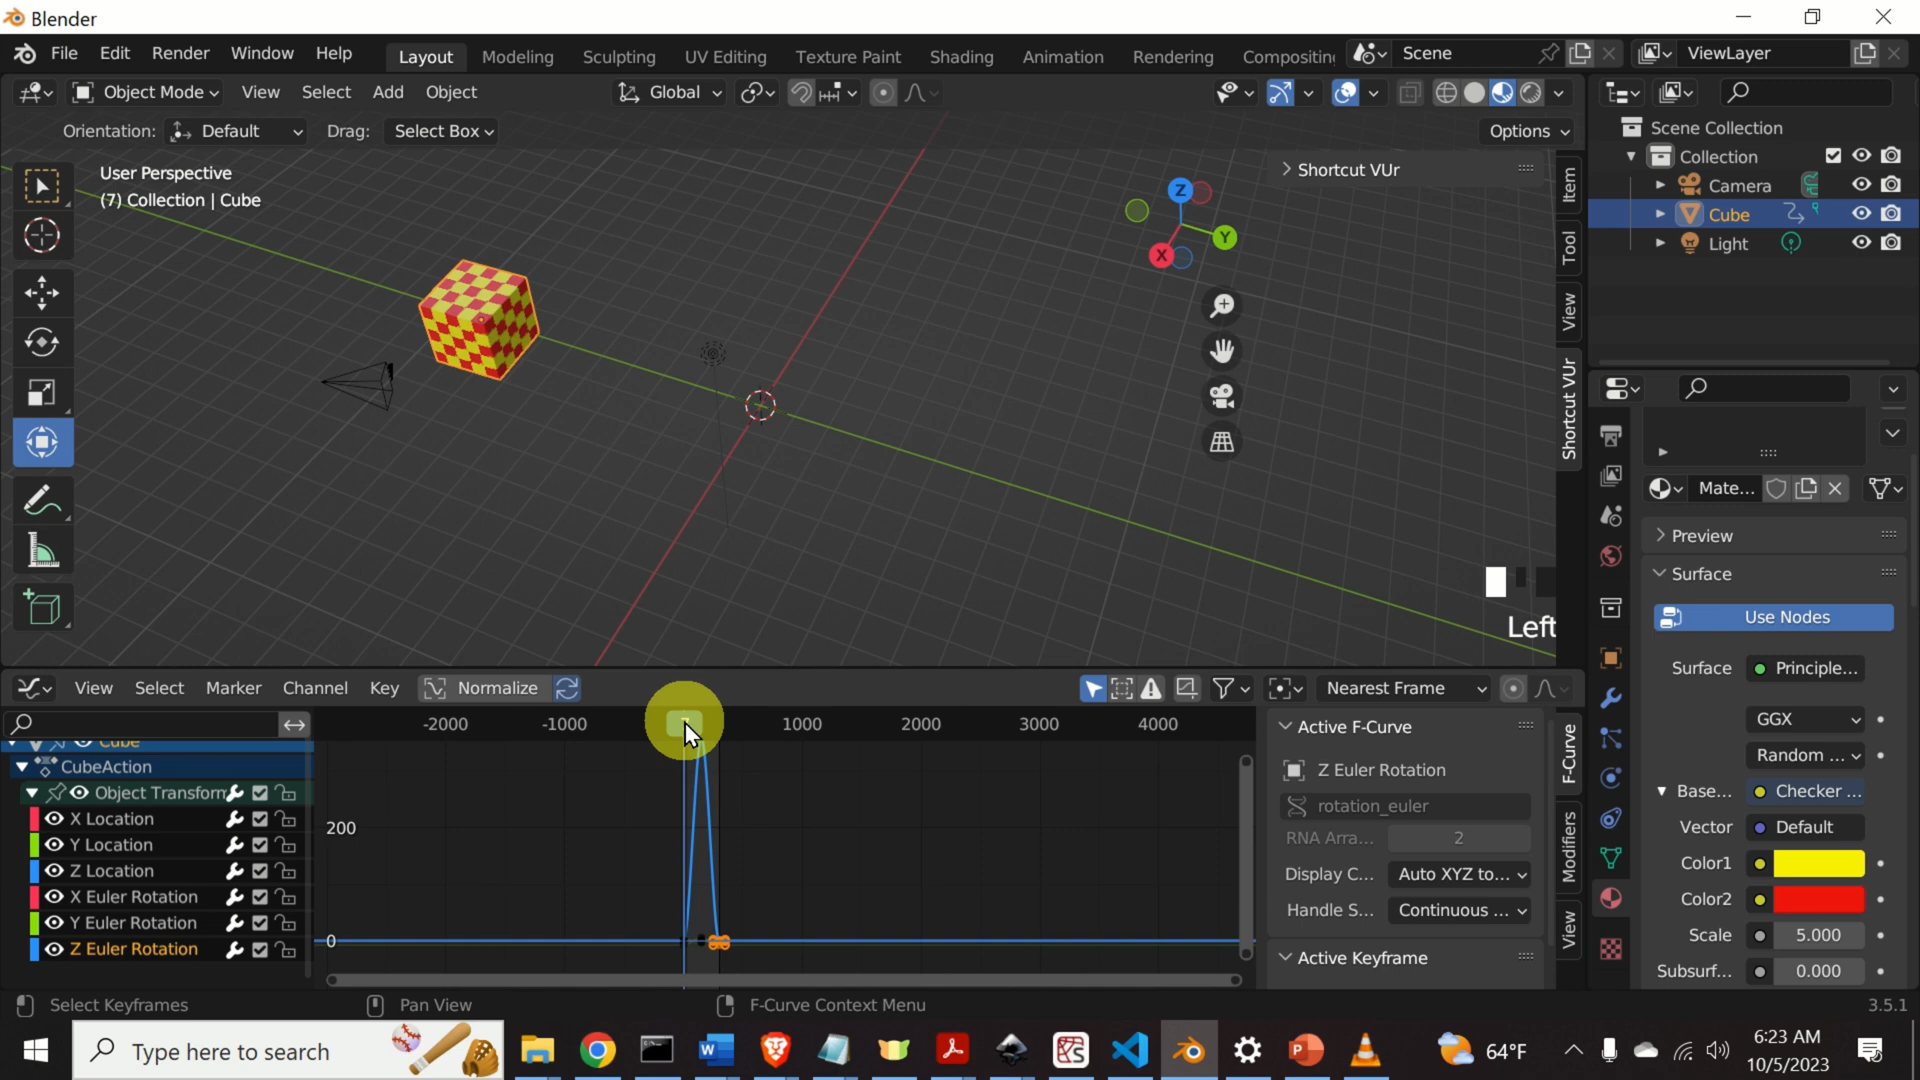 Blender
File Edit Render Window Help Layout Modeling Sculpting UV Editing Texture Paint Shading Animation Rendering Compositing Scene ViewLayer
Object Mode View Select Add Object Global
Orientation: Default Drag: Select Box Options
User Perspective
(7) Collection | Cube
Shortcut VUr
Z
Y
X
Item
Tool
View
Shortcut VUr
Left
Scene Collection
Collection
Camera
Cube
Light
Mate...
Preview
Surface
Use Nodes
Surface Principle...
GGX
Random ...
Base... Checker ...
Vector Default
Color1
Color2
Scale 5.000
Subsurf... 0.000
View Select Marker Channel Key Normalize Nearest Frame
-2000 -1000 1000 2000 3000 4000
200
0
Cube
CubeAction
Object Transform
X Location
Y Location
Z Location
X Euler Rotation
Y Euler Rotation
Z Euler Rotation
Active F-Curve
Z Euler Rotation
rotation_euler
RNA Arra... 2
Display C... Auto XYZ to...
Handle S... Continuous ...
Active Keyframe
F-Curve
Modifiers
View
Select Keyframes Pan View F-Curve Context Menu 3.5.1
Type here to search
64°F
6:23 AM
10/5/2023